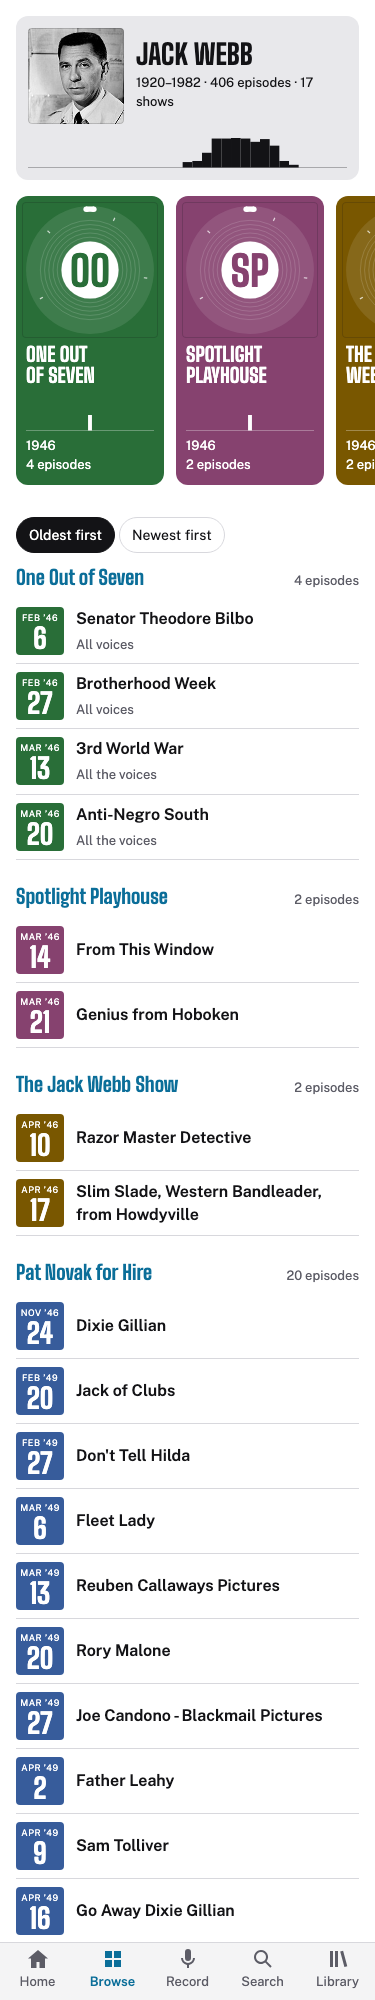 JACK WEBB
1920–1982 · 406 episodes · 17
shows
OO
ONE OUT
OF SEVEN
1946
4 episodes
SP
SPOTLIGHT
PLAYHOUSE
1946
2 episodes
THE
1946
Oldest first
Newest first
One Out of Seven
4 episodes
FEB '46
6
Senator Theodore Bilbo
All voices
FEB '46
27
Brotherhood Week
All voices
MAR '46
13
3rd World War
All the voices
MAR '46
20
Anti-Negro South
All the voices
Spotlight Playhouse
2 episodes
MAR '46
14
From This Window
MAR '46
21
Genius from Hoboken
The Jack Webb Show
2 episodes
APR '46
10
Razor Master Detective
APR '46
17
Slim Slade, Western Bandleader,
from Howdyville
Pat Novak for Hire
20 episodes
NOV '46
24
Dixie Gillian
FEB '49
20
Jack of Clubs
FEB '49
27
Don't Tell Hilda
MAR '49
6
Fleet Lady
MAR '49
13
Reuben Callaways Pictures
MAR '49
20
Rory Malone
MAR '49
27
Joe Candono - Blackmail Pictures
APR '49
2
Father Leahy
APR '49
9
Sam Tolliver
APR '49
16
Go Away Dixie Gillian
Home
Browse
Record
Search
Library